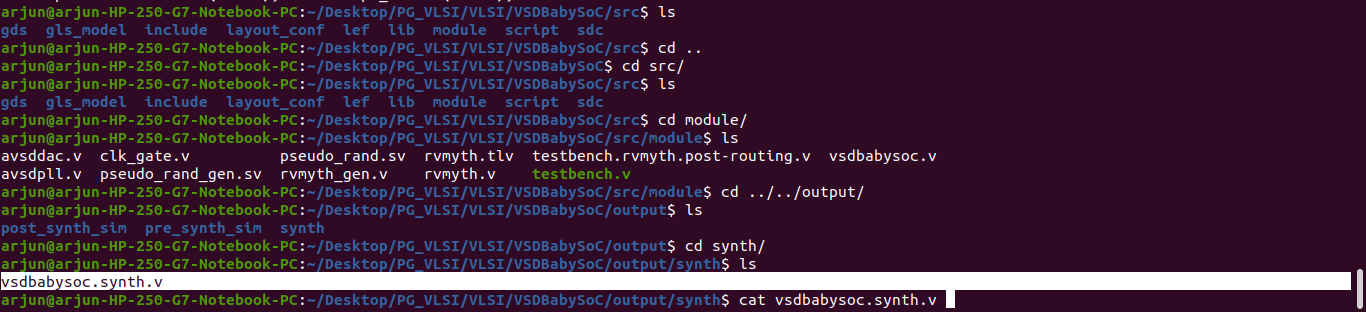 arjun@arjun-HP-250-G7-Notebook-PC:~/Desktop/PG_VLSI/VLSI/VSDBabySoC/src$ ls
gds  gls_model  include  layout_conf  lef  lib  module  script  sdc
arjun@arjun-HP-250-G7-Notebook-PC:~/Desktop/PG_VLSI/VLSI/VSDBabySoC/src$ cd ..
arjun@arjun-HP-250-G7-Notebook-PC:~/Desktop/PG_VLSI/VLSI/VSDBabySoC$ cd src/
arjun@arjun-HP-250-G7-Notebook-PC:~/Desktop/PG_VLSI/VLSI/VSDBabySoC/src$ ls
gds  gls_model  include  layout_conf  lef  lib  module  script  sdc
arjun@arjun-HP-250-G7-Notebook-PC:~/Desktop/PG_VLSI/VLSI/VSDBabySoC/src$ cd module/
arjun@arjun-HP-250-G7-Notebook-PC:~/Desktop/PG_VLSI/VLSI/VSDBabySoC/src/module$ ls
avsddac.v  clk_gate.v          pseudo_rand.sv  rvmyth.tlv  testbench.rvmyth.post-routing.v  vsdbabysoc.v
avsdpll.v  pseudo_rand_gen.sv  rvmyth_gen.v    rvmyth.v    testbench.v
arjun@arjun-HP-250-G7-Notebook-PC:~/Desktop/PG_VLSI/VLSI/VSDBabySoC/src/module$ cd ../../output/
arjun@arjun-HP-250-G7-Notebook-PC:~/Desktop/PG_VLSI/VLSI/VSDBabySoC/output$ ls
post_synth_sim  pre_synth_sim  synth
arjun@arjun-HP-250-G7-Notebook-PC:~/Desktop/PG_VLSI/VLSI/VSDBabySoC/output$ cd synth/
arjun@arjun-HP-250-G7-Notebook-PC:~/Desktop/PG_VLSI/VLSI/VSDBabySoC/output/synth$ ls
vsdbabysoc.synth.v
arjun@arjun-HP-250-G7-Notebook-PC:~/Desktop/PG_VLSI/VLSI/VSDBabySoC/output/synth$ cat vsdbabysoc.synth.v